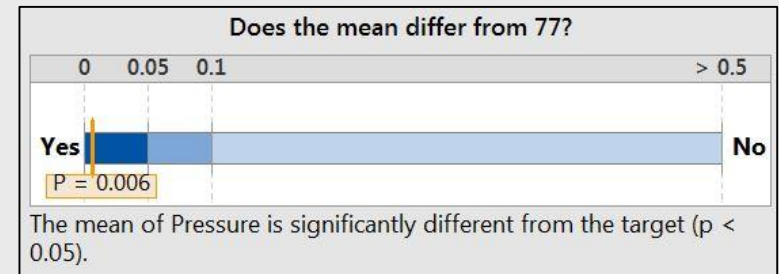 Does the mean differ from 77?
0 0.05 0.1 > 0.5
Yes No
P = 0.006
The mean of Pressure is significantly different from the target (p <
0.05).